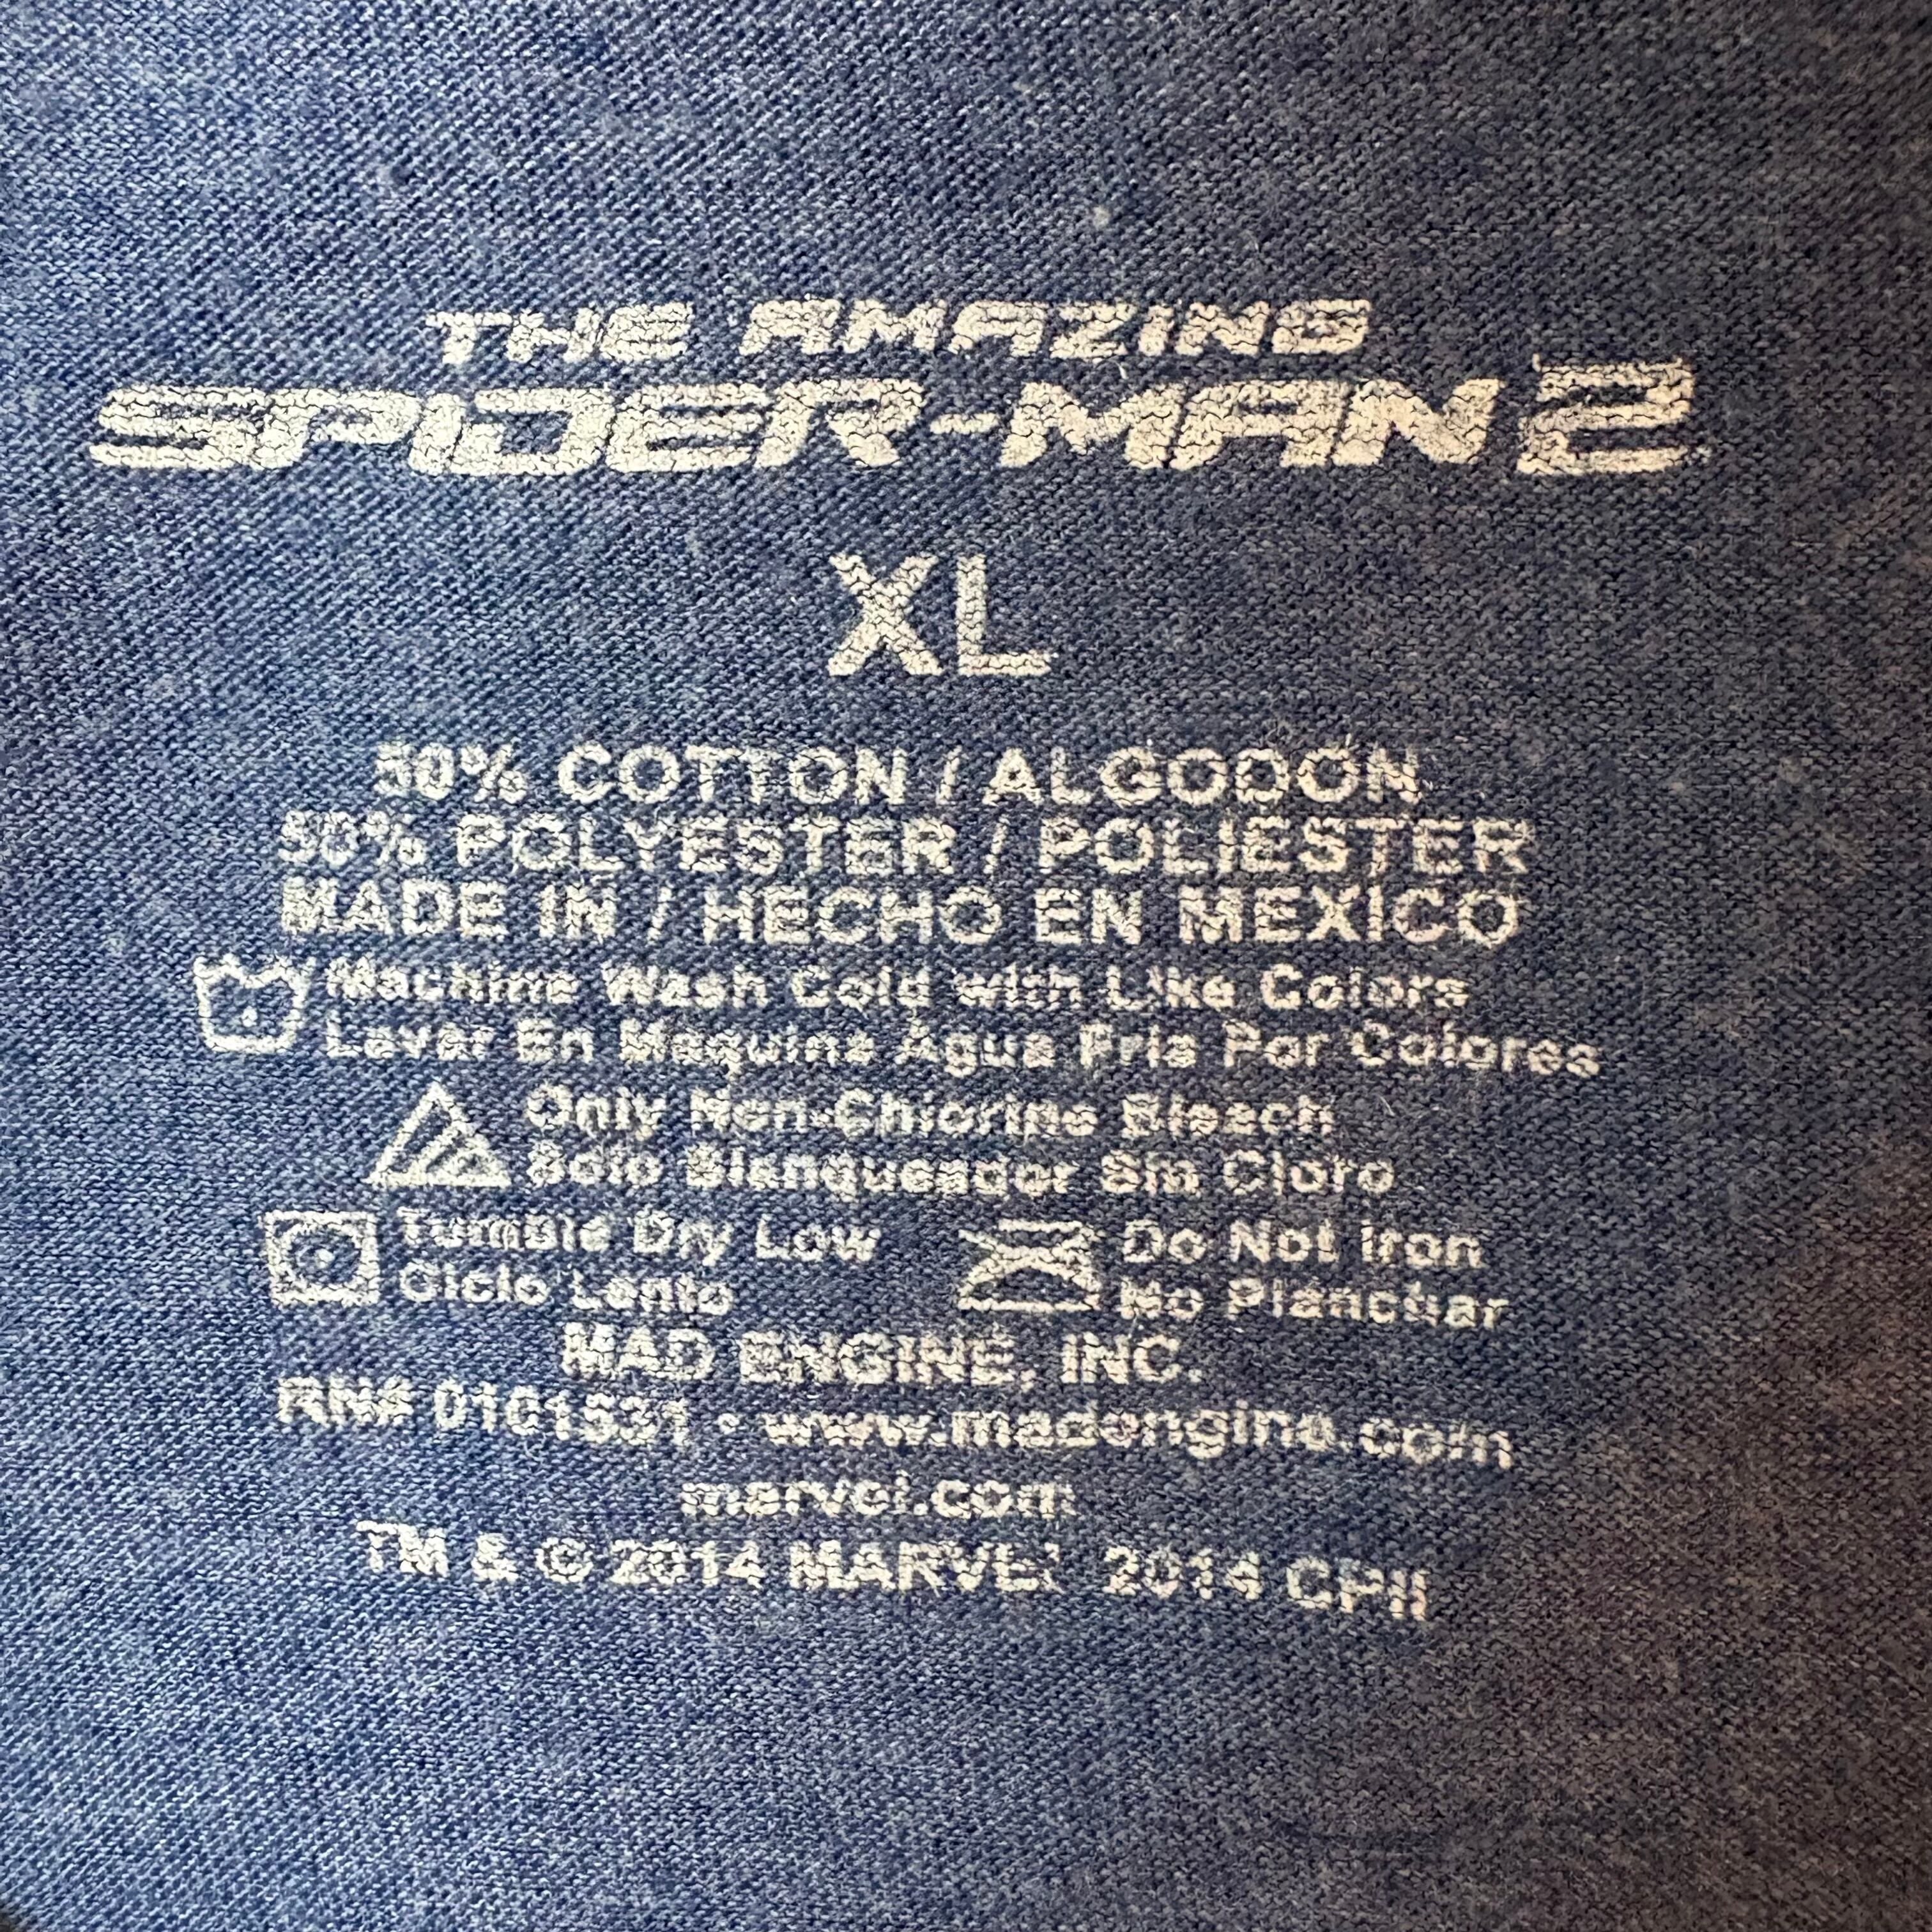 THE AMAZING
SPIDER-MAN 2
XL
50% COTTON / ALGODON
50% POLYESTER / POLIESTER
MADE IN / HECHO EN MEXICO
Machine Wash Cold with Like Colors
Lavar En Maquina Agua Fria Por Colores
Only Non-Chlorine Bleach
Solo Blanqueador Sin Cloro
Tumble Dry Low
Ciclo Lento
Do Not Iron
No Planchar
MAD ENGINE, INC.
RN# 0101531 • www.madengine.com
marvel.com
TM & © 2014 MARVEL 2014 CPII